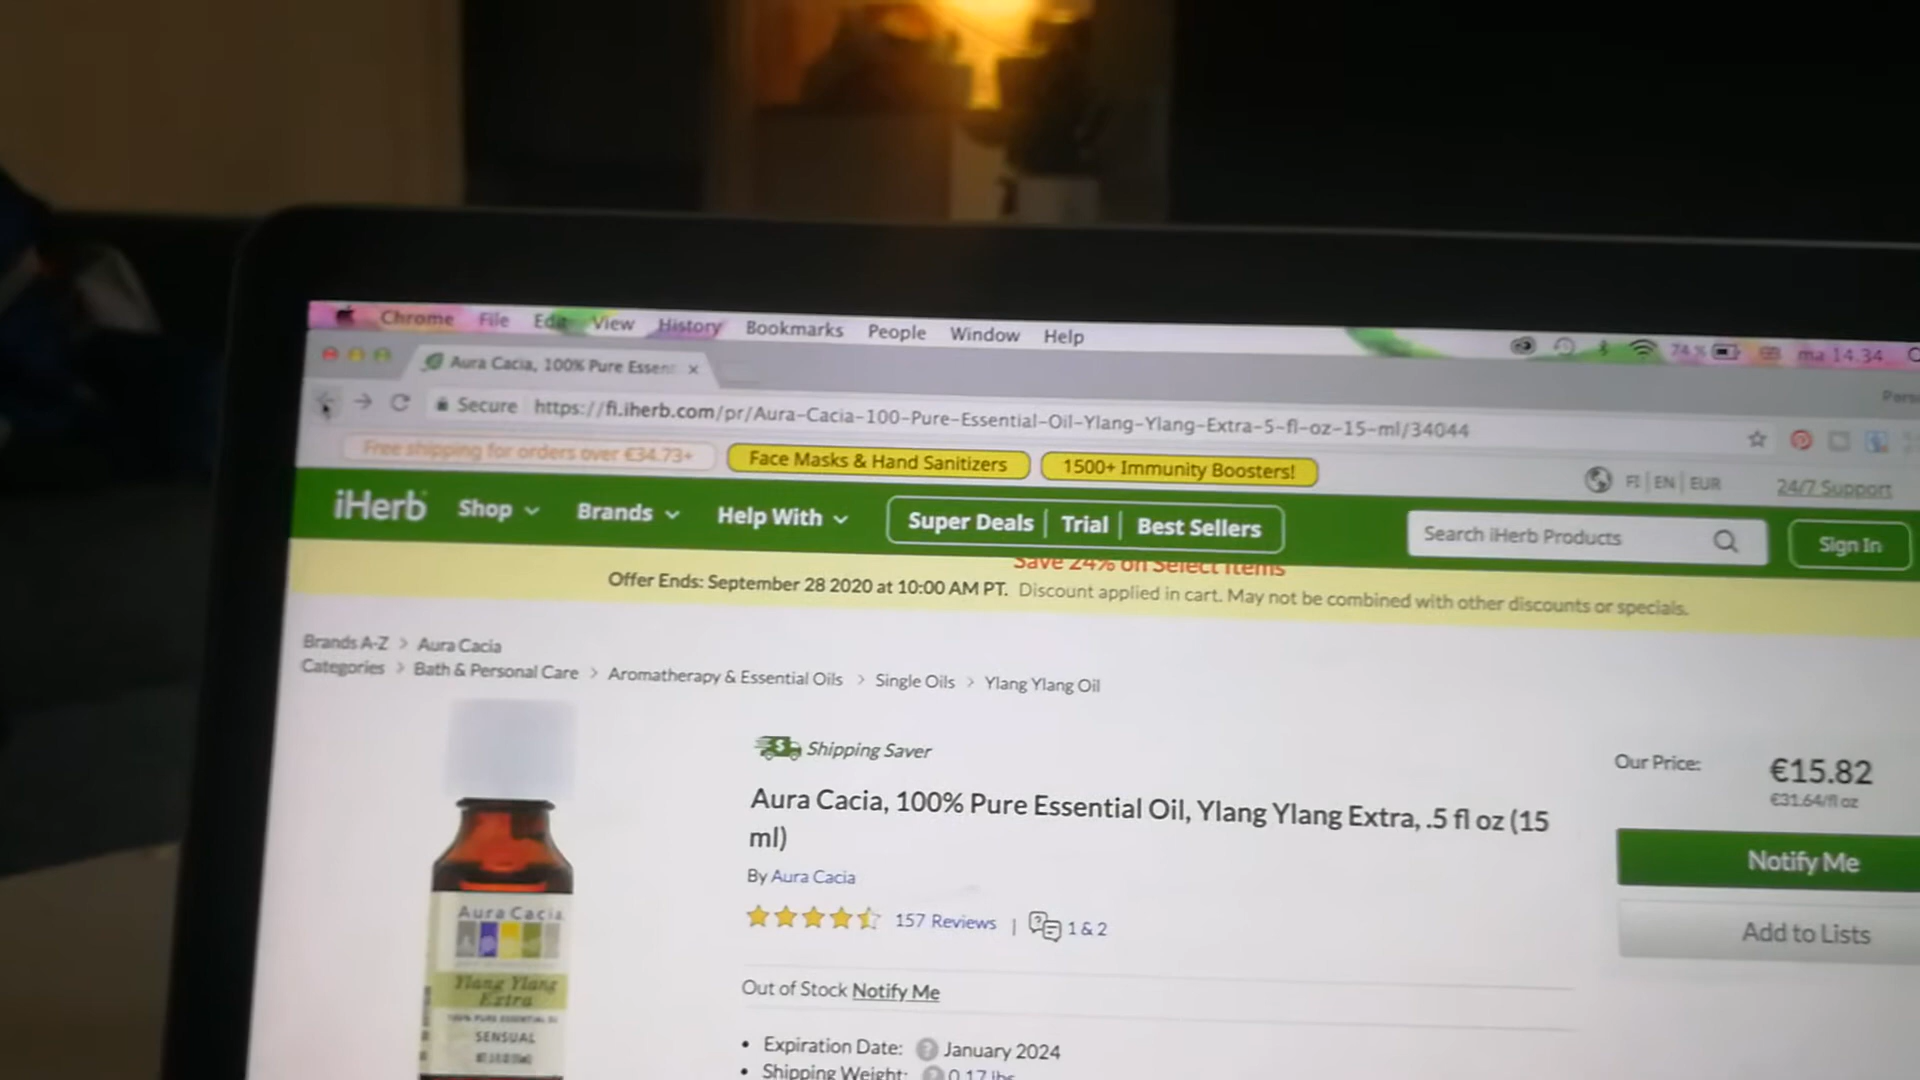 Chrome File Edit View History Bookmarks People Window Help
74% ma 14.34
Aura Cacia, 100% Pure Essen
Secure https://fi.iherb.com/pr/Aura-Cacia-100-Pure-Essential-Oil-Ylang-Ylang-Extra-5-fl-oz-15-ml/34044
Free shipping for orders over €34.73+ Face Masks & Hand Sanitizers 1500+ Immunity Boosters! FI | EN | EUR 24/7 Support
iHerb Shop Brands Help With Super Deals Trial Best Sellers Search iHerb Products Sign In
Save 24% on Select Items
Offer Ends: September 28 2020 at 10:00 AM PT. Discount applied in cart. May not be combined with other discounts or specials.
Brands A-Z > Aura Cacia
Categories > Bath & Personal Care > Aromatherapy & Essential Oils > Single Oils > Ylang Ylang Oil
Shipping Saver
Aura Cacia, 100% Pure Essential Oil, Ylang Ylang Extra, .5 fl oz (15
ml)
By Aura Cacia
157 Reviews | 1 & 2
Out of Stock Notify Me
• Expiration Date: ? January 2024
• Shipping Weight: ? 0.17 lbs
Our Price: €15.82
€31.64/fl oz
Notify Me
Add to Lists
Aura Cacia
Ylang Ylang
Extra
SENSUAL